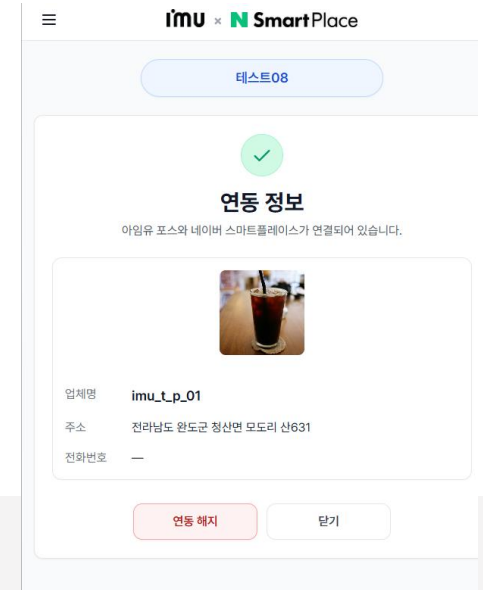 imu × N SmartPlace
테스트08
연동 정보
아임유 포스와 네이버 스마트플레이스가 연결되어 있습니다.
업체명 imu_t_p_01
주소 전라남도 완도군 청산면 모도리 산631
전화번호 —
연동 해지 닫기